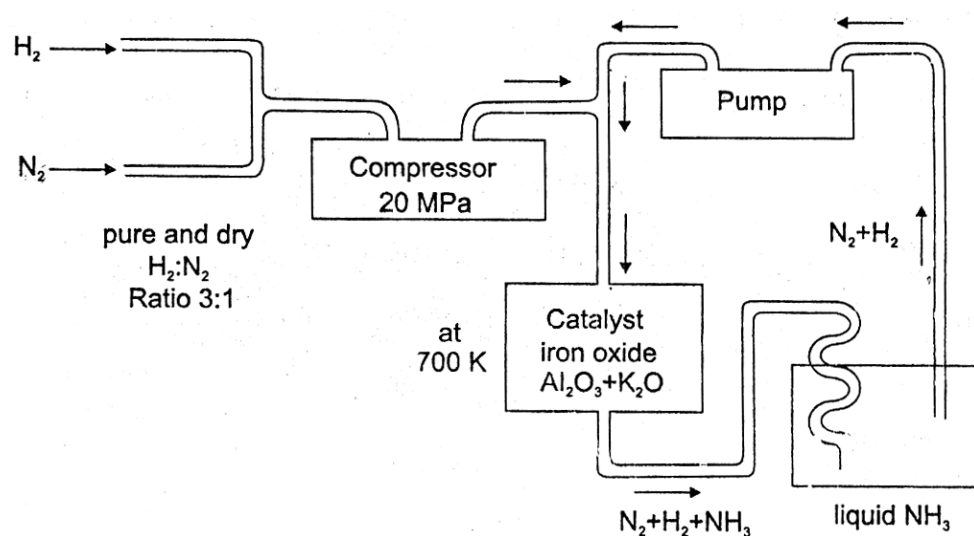 H₂
N₂
pure and dry
H₂:N₂
Ratio 3:1
Compressor
20 MPa
Pump
N₂+H₂
at
700 K
Catalyst
iron oxide
Al₂O₃+K₂O
N₂+H₂+NH₃
liquid NH₃